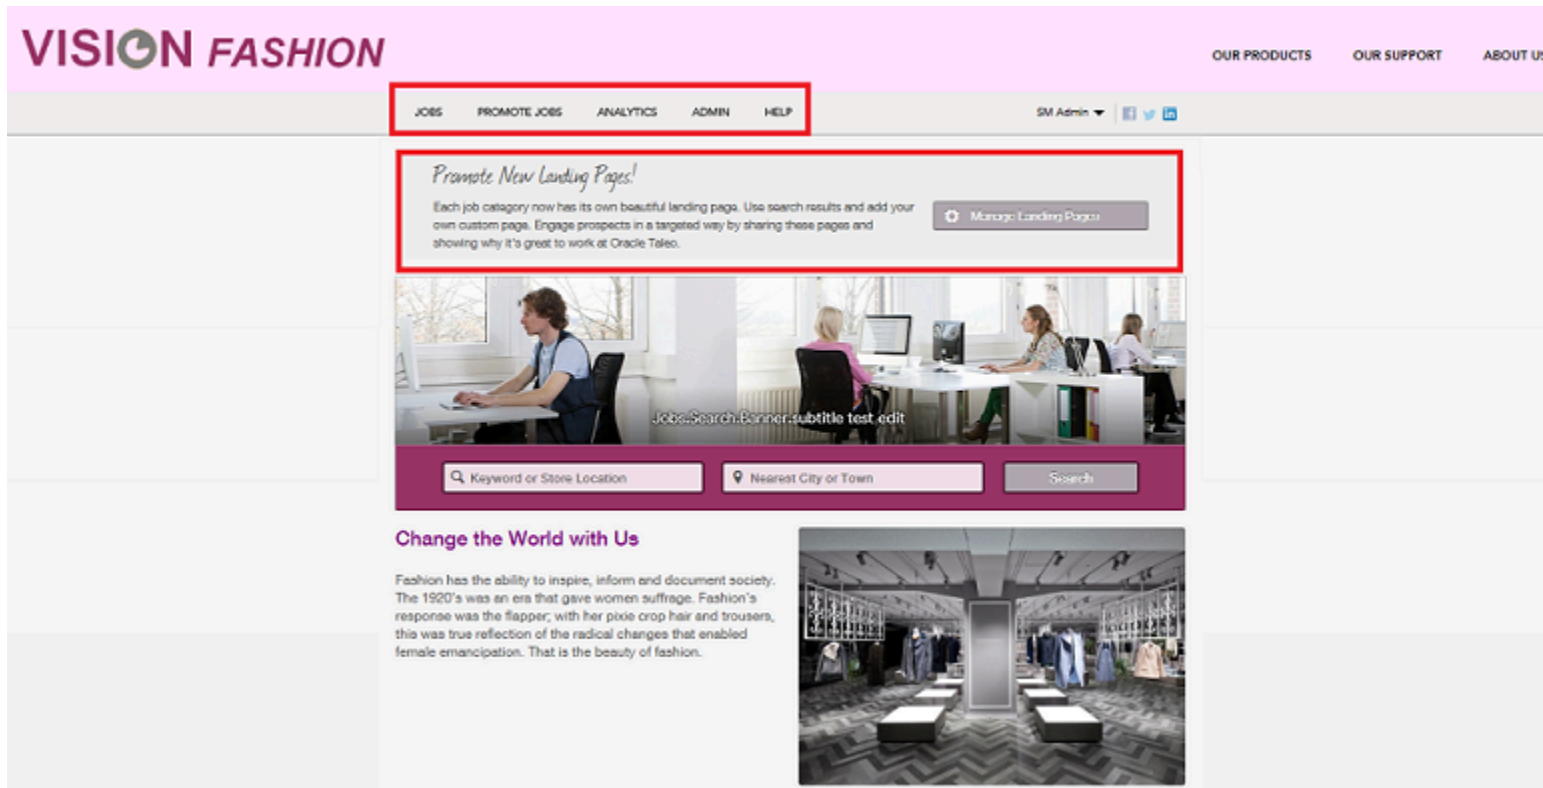 VISION FASHION
OUR PRODUCTS OUR SUPPORT ABOUT US
JOBS PROMOTE JOBS ANALYTICS ADMIN HELP
SM Admin
Promote New Landing Pages!
Each job category now has its own beautiful landing page. Use search results and add your
own custom page. Engage prospects in a targeted way by sharing these pages and
showing why it's great to work at Oracle Taleo.
Manage Landing Pages
Jobs.Search.Banner.subtitle test edit
Keyword or Store Location
Nearest City or Town
Search
Change the World with Us
Fashion has the ability to inspire, inform and document society.
The 1920's was an era that gave women suffrage. Fashion's
response was the flapper; with her pixie crop hair and trousers,
this was true reflection of the radical changes that enabled
female emancipation. That is the beauty of fashion.